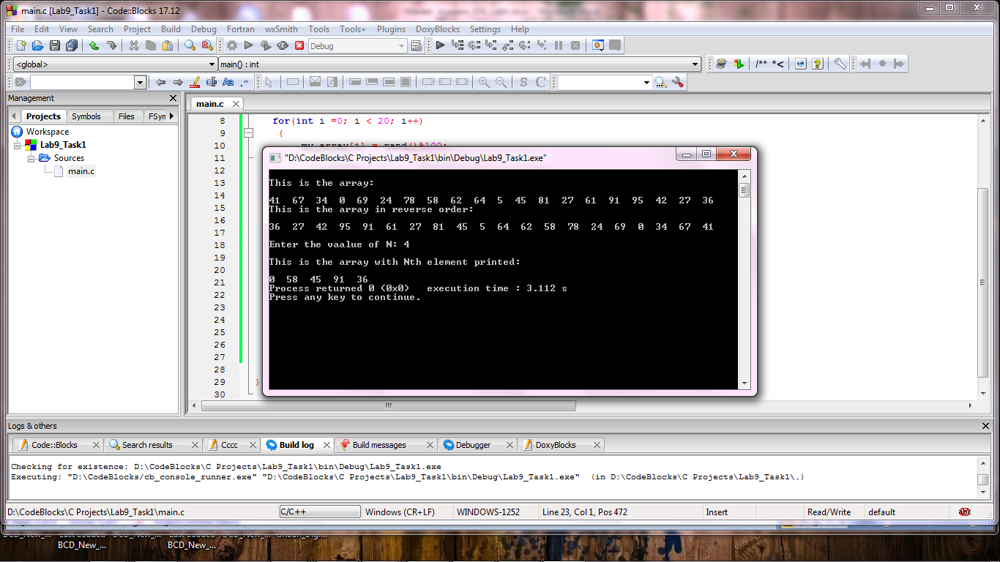 main.c [Lab9_Task1] - Code::Blocks 17.12
File Edit View Search Project Build Debug Fortran wxSmith Tools Tools+ Plugins DoxyBlocks Settings Help
Debug
<global> main() : int /** *<
Aa .* S C
Management
main.c
Projects Symbols Files FSyn
Workspace
Lab9_Task1
Sources
main.c
8 for(int i =0; i < 20; i++)
9 {
10 my_array[i] = rand()%100;
11
12
13
14
15
16
17
18
19
20
21
22
23
24
25
26
27
28
29 }
30
"D:\CodeBlocks\C Projects\Lab9_Task1\bin\Debug\Lab9_Task1.exe"
This is the array:
41 67 34 0 69 24 78 58 62 64 5 45 81 27 61 91 95 42 27 36
This is the array in reverse order:
36 27 42 95 91 61 27 81 45 5 64 62 58 78 24 69 0 34 67 41
Enter the vaalue of N: 4
This is the array with Nth element printed:
0 58 45 91 36
Process returned 0 (0x0) execution time : 3.112 s
Press any key to continue.
Logs & others
Code::Blocks Search results Cccc Build log Build messages Debugger DoxyBlocks
Checking for existence: D:\CodeBlocks\C Projects\Lab9_Task1\bin\Debug\Lab9_Task1.exe
Executing: "D:\CodeBlocks/cb_console_runner.exe" "D:\CodeBlocks\C Projects\Lab9_Task1\bin\Debug\Lab9_Task1.exe" (in D:\CodeBlocks\C Projects\Lab9_Task1\.)
D:\CodeBlocks\C Projects\Lab9_Task1\main.c C/C++ Windows (CR+LF) WINDOWS-1252 Line 23, Col 1, Pos 472 Insert Read/Write default
BCD_New_... BCD_New_...